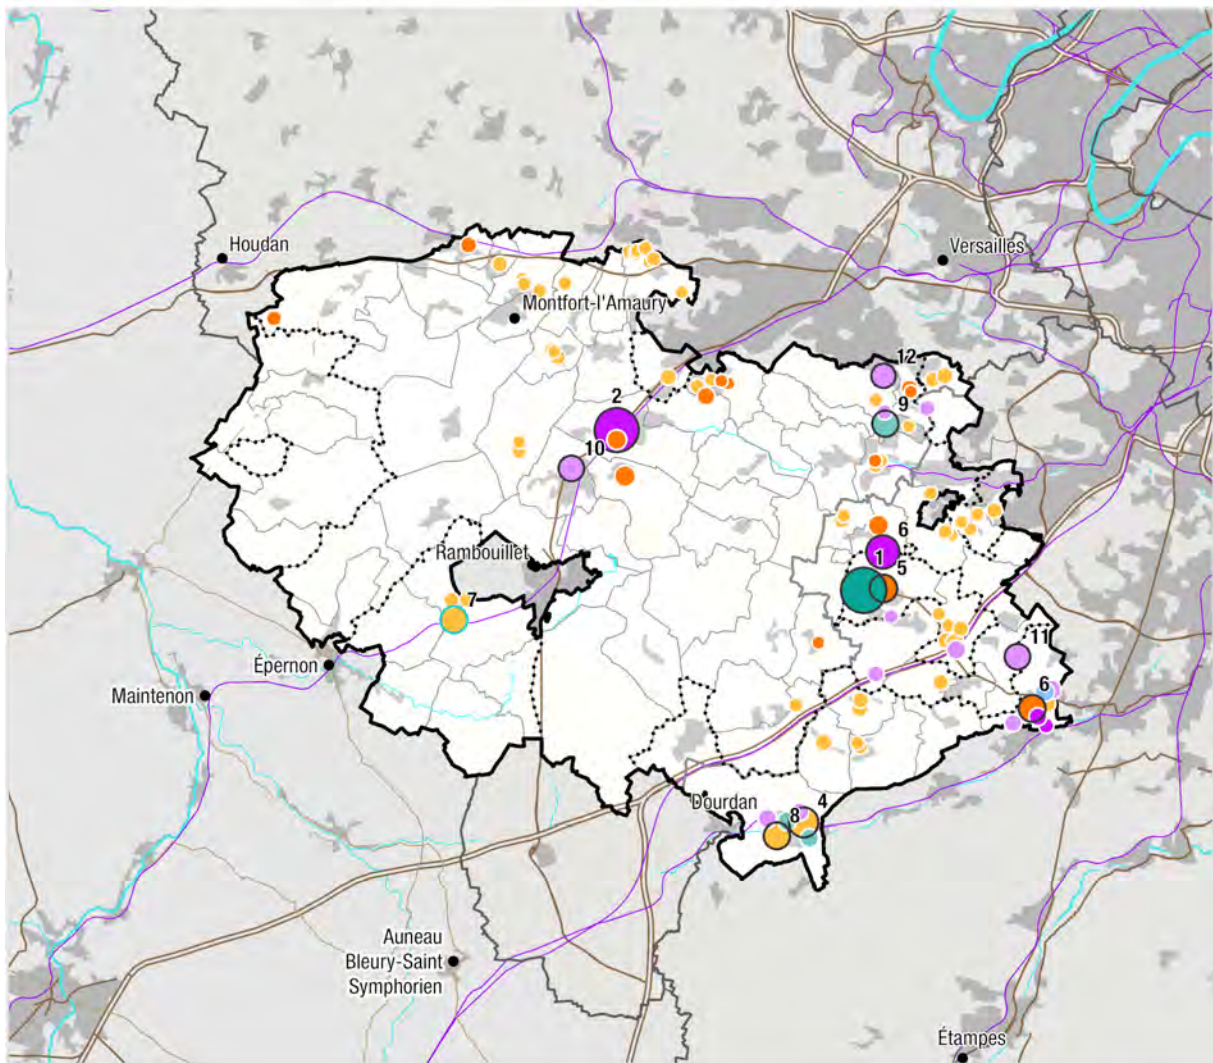 Houdan
Versailles
Montfort-l'Amaury
12
2
9
10
6
Rambouillet
1
5
7
11
Épernon
6
Maintenon
Dourdan
4
8
Auneau
Bleury-Saint
Symphorien
Étampes